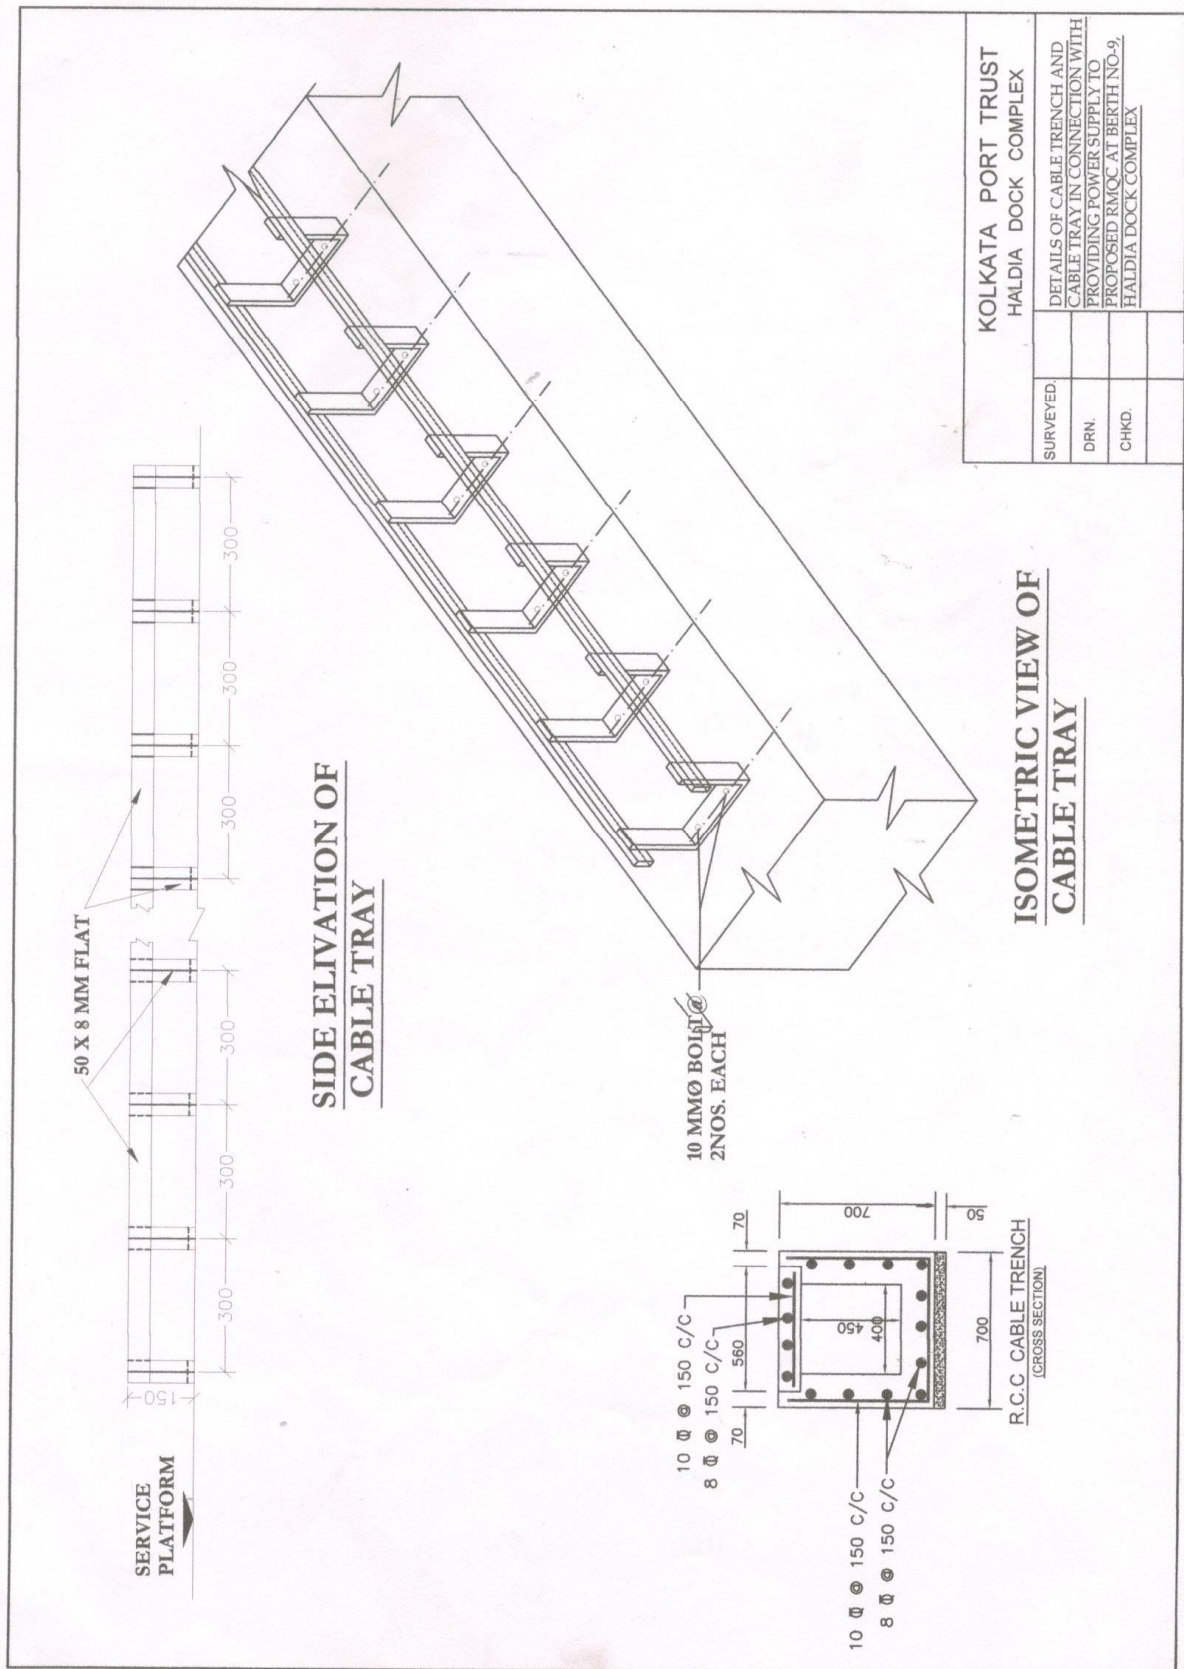 SERVICE
PLATFORM
150
50 X 8 MM FLAT
300
300
300
300
300
300
SIDE ELIVATION OF
CABLE TRAY
10 MMØ BOLT @
2NOS. EACH
ISOMETRIC VIEW OF
CABLE TRAY
10 Φ @ 150 C/C
8 Φ @ 150 C/C
10 Φ @ 150 C/C
8 Φ @ 150 C/C
70
560
70
450
400
700
50
700
R.C.C CABLE TRENCH
(CROSS SECTION)
KOLKATA PORT TRUST
HALDIA DOCK COMPLEX
SURVEYED.
DRN.
CHKD.
DETAILS OF CABLE TRENCH AND
CABLE TRAY IN CONNECTION WITH
PROVIDING POWER SUPPLY TO
PROPOSED RMQC AT BERTH NO-9,
HALDIA DOCK COMPLEX